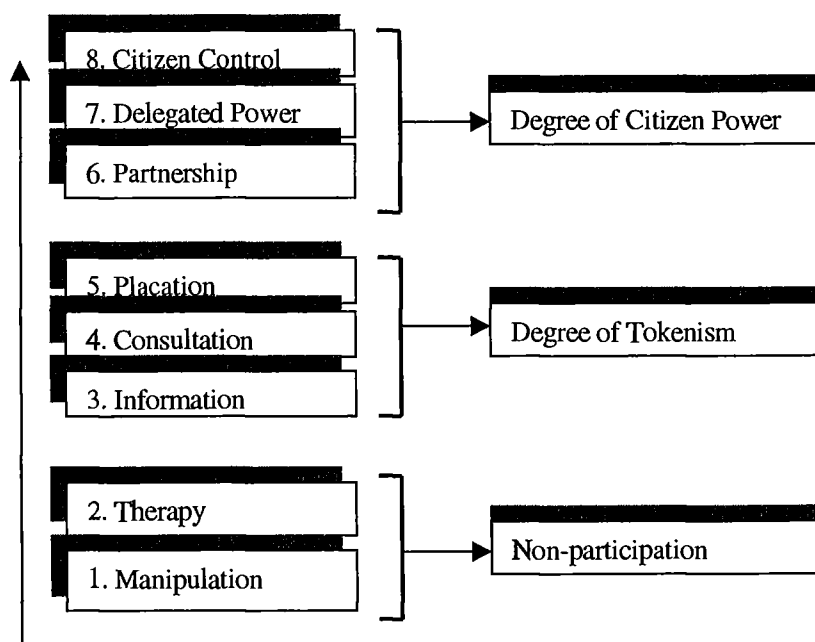 8. Citizen Control
7. Delegated Power
6. Partnership
Degree of Citizen Power
5. Placation
4. Consultation
3. Information
Degree of Tokenism
2. Therapy
1. Manipulation
Non-participation